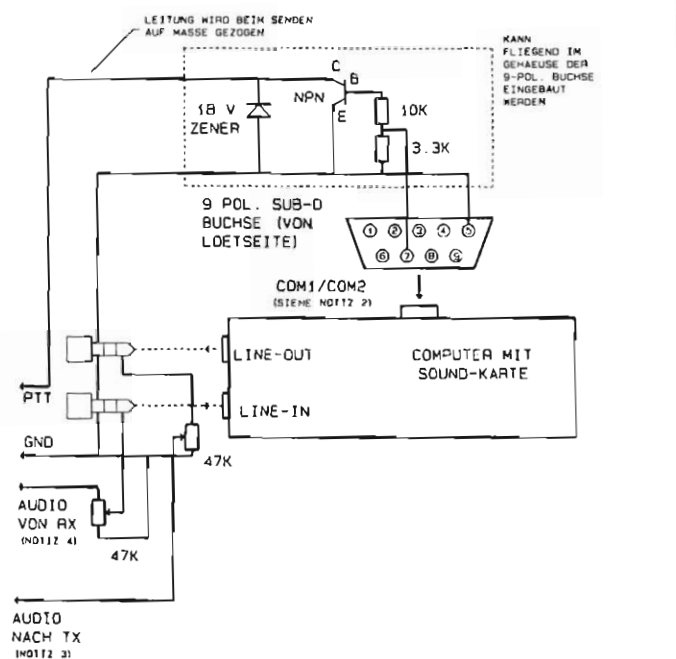 LEITUNG WIRD BEIM SENDEN
AUF MASSE GEZOGEN
KANN
FLIEGEND IM
GEHAEUSE DER
9-POL. BUCHSE
EINGEBAUT
WERDEN
C
B
NPN
E
18 V
ZENER
10K
3.3K
9 POL. SUB-D
BUCHSE (VON
LOETSEITE)
1 2 3 4 5
6 7 8 9
COM1/COM2
(SIEHE NOTIZ 2)
LINE-OUT
COMPUTER MIT
SOUND-KARTE
LINE-IN
PTT
GND
47K
AUDIO
VON RX
(NOTIZ 4)
47K
AUDIO
NACH TX
(NOTIZ 3)